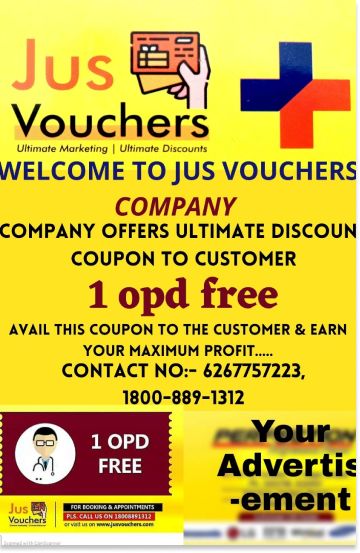 Jus
Vouchers
Ultimate Marketing | Ultimate Discounts
WELCOME TO JUS VOUCHERS
COMPANY
COMPANY OFFERS ULTIMATE DISCOUN
COUPON TO CUSTOMER
1 opd free
AVAIL THIS COUPON TO THE CUSTOMER & EARN
YOUR MAXIMUM PROFIT.....
CONTACT NO:- 6267757223,
1800-889-1312
1 OPD
FREE
Jus
Vouchers
FOR BOOKING & APPOINTMENTS
PLS. CALL US ON 18008891312
or visit us on www.jusvouchers.com
Your
Advertis
-ement
Scanned with CamScanner